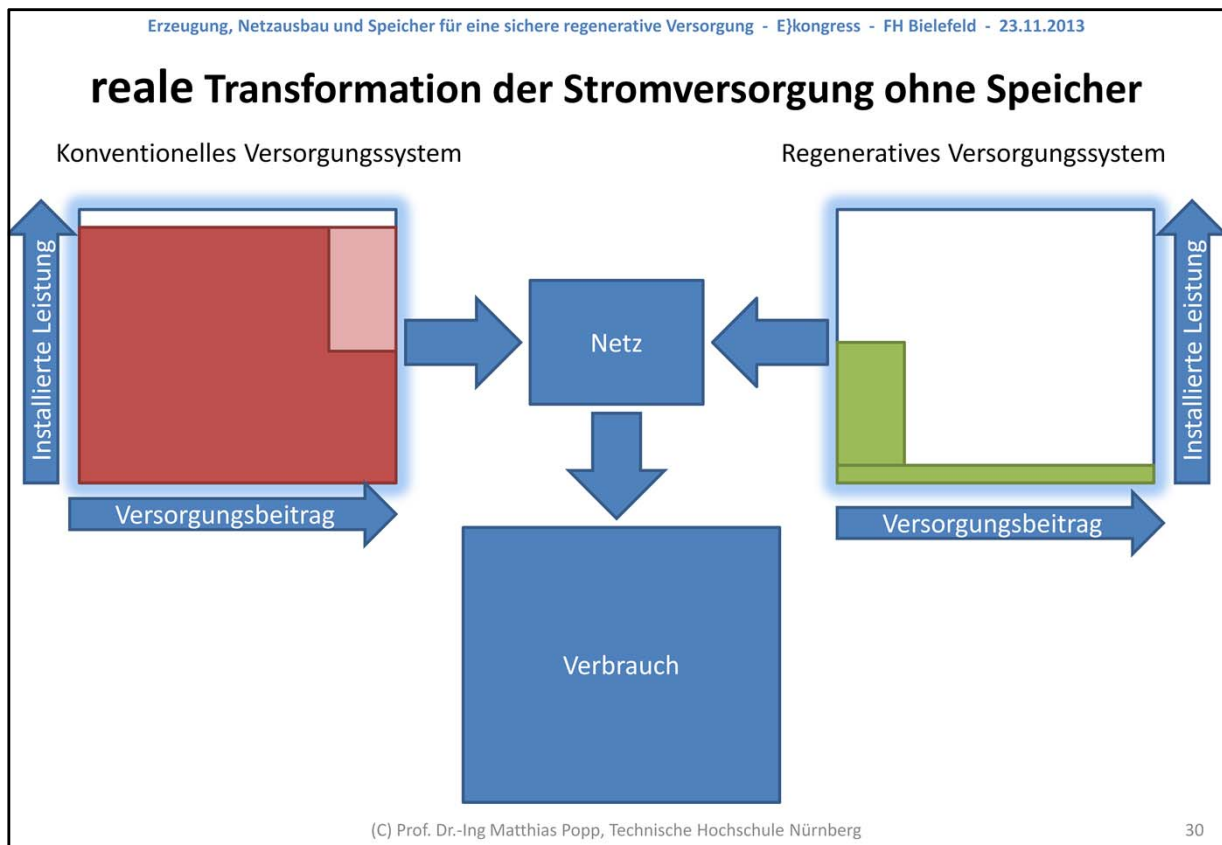 Erzeugung, Netzausbau und Speicher für eine sichere regenerative Versorgung - E}kongress - FH Bielefeld - 23.11.2013
reale Transformation der Stromversorgung ohne Speicher
Konventionelles Versorgungssystem
Regeneratives Versorgungssystem
Installierte Leistung
Netz
Installierte Leistung
Versorgungsbeitrag
Versorgungsbeitrag
Verbrauch
(C) Prof. Dr.-Ing Matthias Popp, Technische Hochschule Nürnberg
30